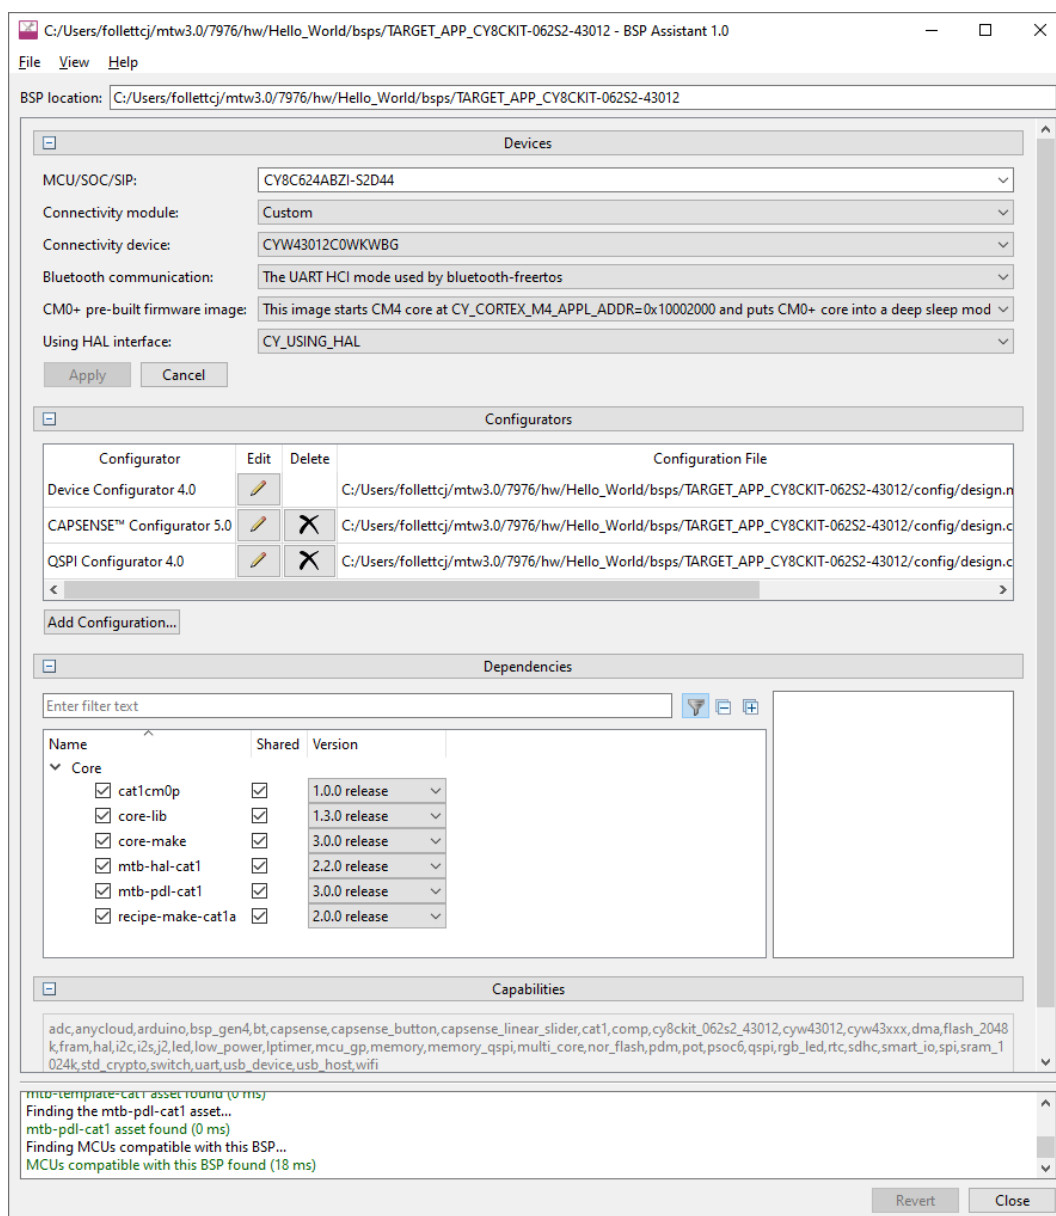 C:/Users/follettcj/mtw3.0/7976/hw/Hello_World/bsps/TARGET_APP_CY8CKIT-062S2-43012 - BSP Assistant 1.0
File View Help
BSP location: C:/Users/follettcj/mtw3.0/7976/hw/Hello_World/bsps/TARGET_APP_CY8CKIT-062S2-43012
Devices
MCU/SOC/SIP: CY8C624ABZI-S2D44
Connectivity module: Custom
Connectivity device: CYW43012C0WKWBG
Bluetooth communication: The UART HCI mode used by bluetooth-freertos
CM0+ pre-built firmware image: This image starts CM4 core at CY_CORTEX_M4_APPL_ADDR=0x10002000 and puts CM0+ core into a deep sleep mod
Using HAL interface: CY_USING_HAL
Apply Cancel
Configurators
Configurator Edit Delete Configuration File
Device Configurator 4.0 C:/Users/follettcj/mtw3.0/7976/hw/Hello_World/bsps/TARGET_APP_CY8CKIT-062S2-43012/config/design.n
CAPSENSE™ Configurator 5.0 C:/Users/follettcj/mtw3.0/7976/hw/Hello_World/bsps/TARGET_APP_CY8CKIT-062S2-43012/config/design.c
QSPI Configurator 4.0 C:/Users/follettcj/mtw3.0/7976/hw/Hello_World/bsps/TARGET_APP_CY8CKIT-062S2-43012/config/design.c
Add Configuration...
Dependencies
Enter filter text
Name Shared Version
Core
cat1cm0p 1.0.0 release
core-lib 1.3.0 release
core-make 3.0.0 release
mtb-hal-cat1 2.2.0 release
mtb-pdl-cat1 3.0.0 release
recipe-make-cat1a 2.0.0 release
Capabilities
adc,anycloud,arduino,bsp_gen4,bt,capsense,capsense_button,capsense_linear_slider,cat1,comp,cy8ckit_062s2_43012,cyw43012,cyw43xxx,dma,flash_2048
k,fram,hal,i2c,i2s,j2,led,low_power,lptimer,mcu_gp,memory,memory_qspi,multi_core,nor_flash,pdm,pot,psoc6,qspi,rgb_led,rtc,sdhc,smart_io,spi,sram_1
024k,std_crypto,switch,uart,usb_device,usb_host,wifi
mtb-template-cat1 asset found (0 ms)
Finding the mtb-pdl-cat1 asset...
mtb-pdl-cat1 asset found (0 ms)
Finding MCUs compatible with this BSP...
MCUs compatible with this BSP found (18 ms)
Revert Close